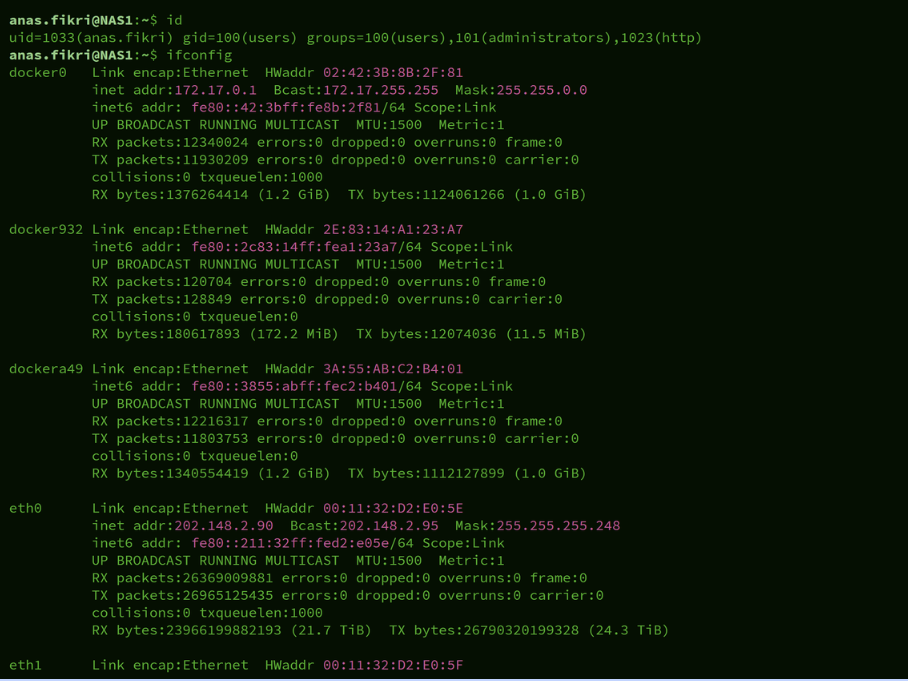 anas.fikri@NAS1:~$ id
uid=1033(anas.fikri) gid=100(users) groups=100(users),101(administrators),1023(http)
anas.fikri@NAS1:~$ ifconfig
docker0   Link encap:Ethernet  HWaddr 02:42:3B:8B:2F:81
          inet addr:172.17.0.1  Bcast:172.17.255.255  Mask:255.255.0.0
          inet6 addr: fe80::42:3bff:fe8b:2f81/64 Scope:Link
          UP BROADCAST RUNNING MULTICAST  MTU:1500  Metric:1
          RX packets:12340024 errors:0 dropped:0 overruns:0 frame:0
          TX packets:11930209 errors:0 dropped:0 overruns:0 carrier:0
          collisions:0 txqueuelen:1000
          RX bytes:1376264414 (1.2 GiB)  TX bytes:1124061266 (1.0 GiB)

docker932 Link encap:Ethernet  HWaddr 2E:83:14:A1:23:A7
          inet6 addr: fe80::2c83:14ff:fea1:23a7/64 Scope:Link
          UP BROADCAST RUNNING MULTICAST  MTU:1500  Metric:1
          RX packets:120704 errors:0 dropped:0 overruns:0 frame:0
          TX packets:128849 errors:0 dropped:0 overruns:0 carrier:0
          collisions:0 txqueuelen:0
          RX bytes:180617893 (172.2 MiB)  TX bytes:12074036 (11.5 MiB)

dockera49 Link encap:Ethernet  HWaddr 3A:55:AB:C2:B4:01
          inet6 addr: fe80::3855:abff:fec2:b401/64 Scope:Link
          UP BROADCAST RUNNING MULTICAST  MTU:1500  Metric:1
          RX packets:12216317 errors:0 dropped:0 overruns:0 frame:0
          TX packets:11803753 errors:0 dropped:0 overruns:0 carrier:0
          collisions:0 txqueuelen:0
          RX bytes:1340554419 (1.2 GiB)  TX bytes:1112127899 (1.0 GiB)

eth0      Link encap:Ethernet  HWaddr 00:11:32:D2:E0:5E
          inet addr:202.148.2.90  Bcast:202.148.2.95  Mask:255.255.255.248
          inet6 addr: fe80::211:32ff:fed2:e05e/64 Scope:Link
          UP BROADCAST RUNNING MULTICAST  MTU:1500  Metric:1
          RX packets:26369009881 errors:0 dropped:0 overruns:0 frame:0
          TX packets:26965125435 errors:0 dropped:0 overruns:0 carrier:0
          collisions:0 txqueuelen:1000
          RX bytes:23966199882193 (21.7 TiB)  TX bytes:26790320199328 (24.3 TiB)

eth1      Link encap:Ethernet  HWaddr 00:11:32:D2:E0:5F